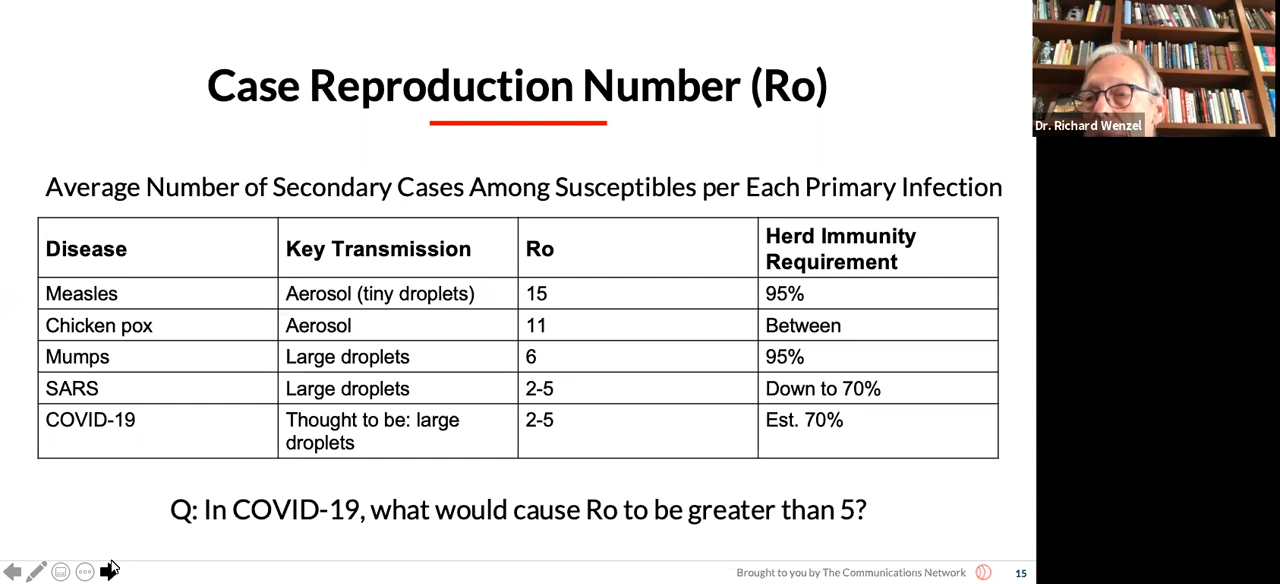 Case Reproduction Number (Ro)
Dr. Richard Wenzel
Average Number of Secondary Cases Among Susceptibles per Each Primary Infection
Disease Key Transmission Ro Herd Immunity Requirement
Measles Aerosol (tiny droplets) 15 95%
Chicken pox Aerosol 11 Between
Mumps Large droplets 6 95%
SARS Large droplets 2-5 Down to 70%
COVID-19 Thought to be: large droplets 2-5 Est. 70%
Q: In COVID-19, what would cause Ro to be greater than 5?
Brought to you by The Communications Network 15